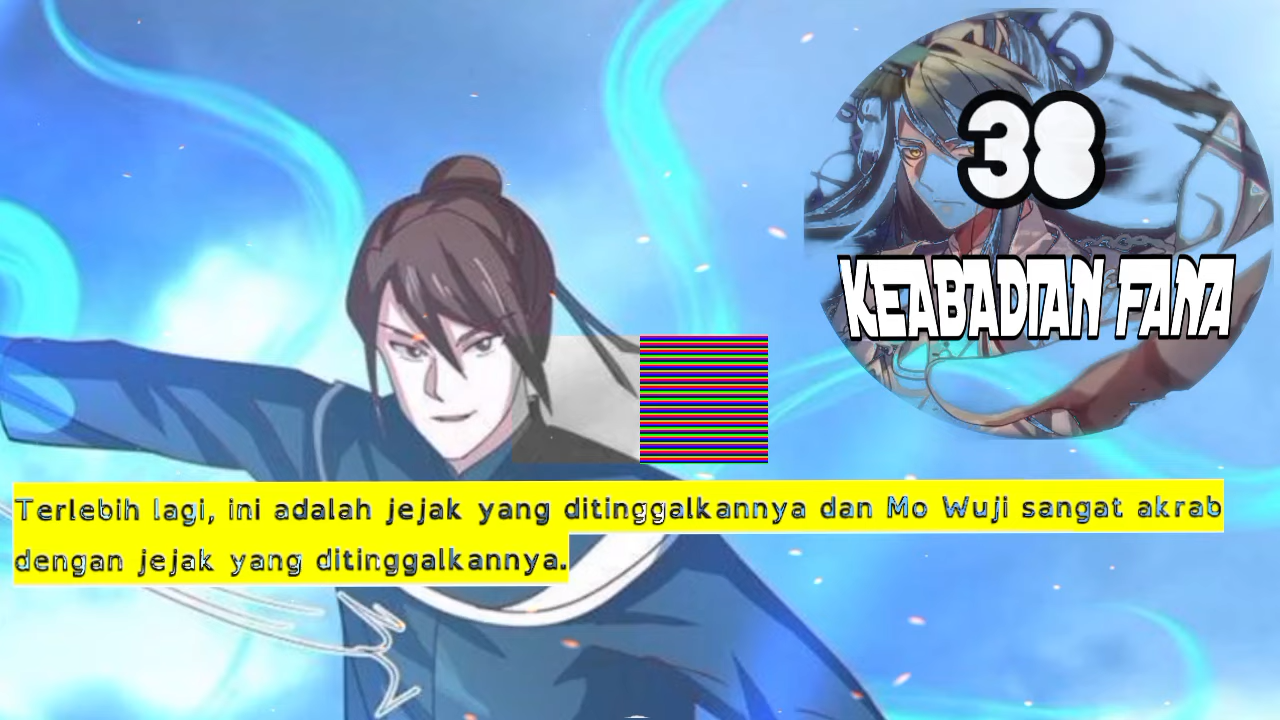 38
KEABADIAN FANA
Terlebih lagi, ini adalah jejak yang ditinggalkannya dan Mo Wuji sangat akrab
dengan jejak yang ditinggalkannya.